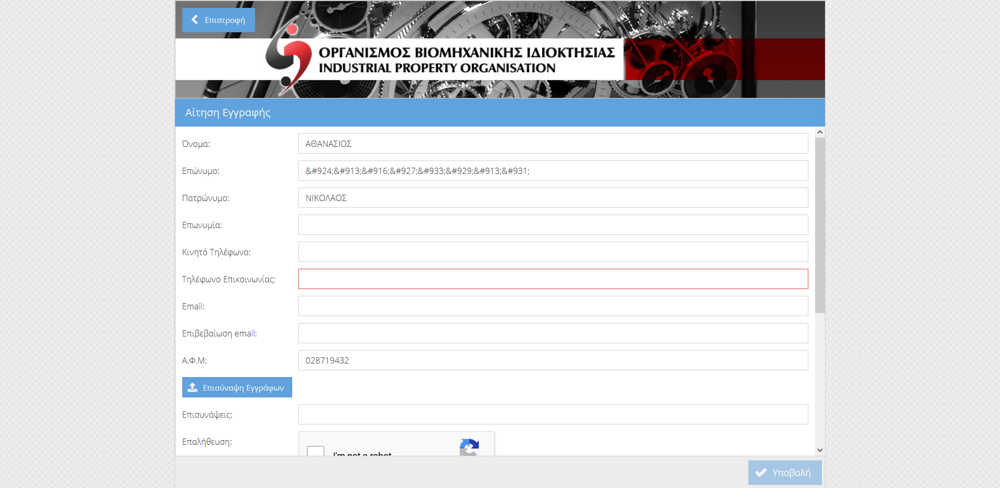 Επιστροφή
ΟΡΓΑΝΙΣΜΟΣ ΒΙΟΜΗΧΑΝΙΚΗΣ ΙΔΙΟΚΤΗΣΙΑΣ
INDUSTRIAL PROPERTY ORGANISATION
Αίτηση Εγγραφής
Όνομα: ΑΘΑΝΑΣΙΟΣ
Επώνυμο: &#924;&#913;&#916;&#927;&#933;&#929;&#913;&#931;
Πατρώνυμο: ΝΙΚΟΛΑΟΣ
Επωνυμία:
Κινητό Τηλέφωνο:
Τηλέφωνο Επικοινωνίας:
Email:
Επιβεβαίωση email:
Α.Φ.Μ: 028719432
Επισύναψη Εγγράφων
Επισυνάψεις:
Επαλήθευση:
I'm not a robot
Υποβολή